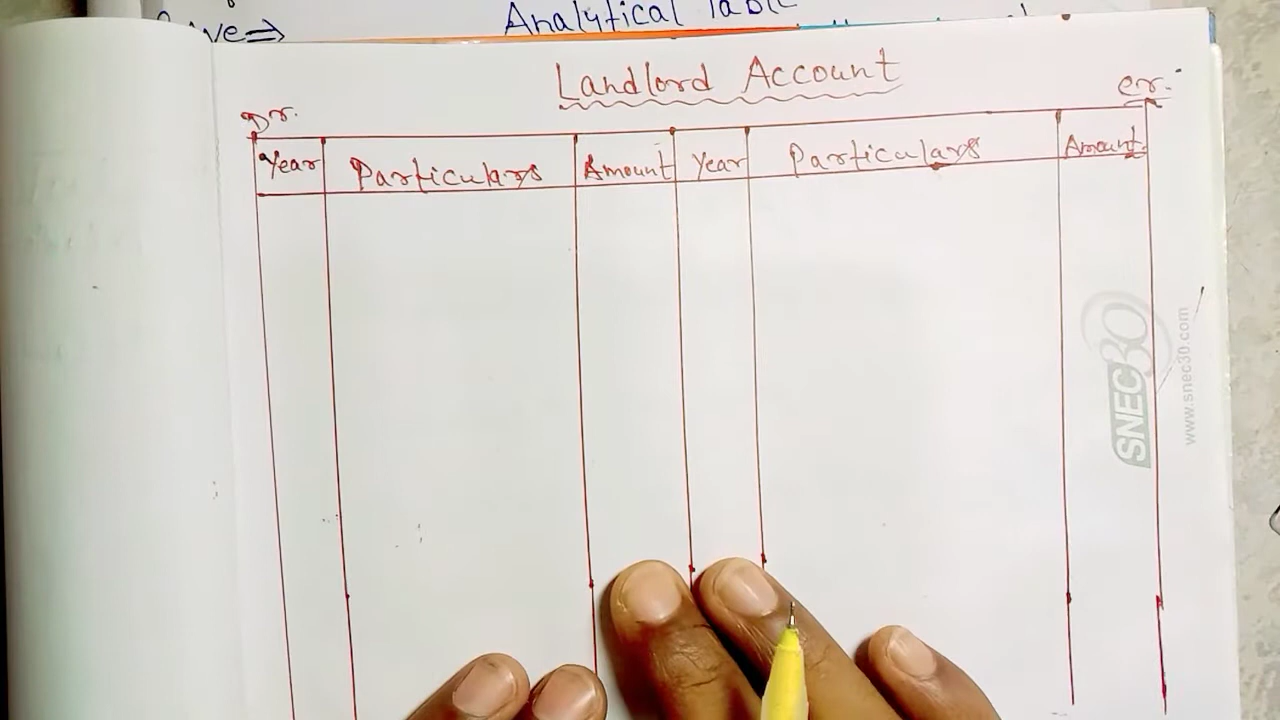 Analytical Table
Landlord Account
Dr.
Cr.
Year Particulars Amount Year Particulars Amount
SNEC30
www.snec30.com